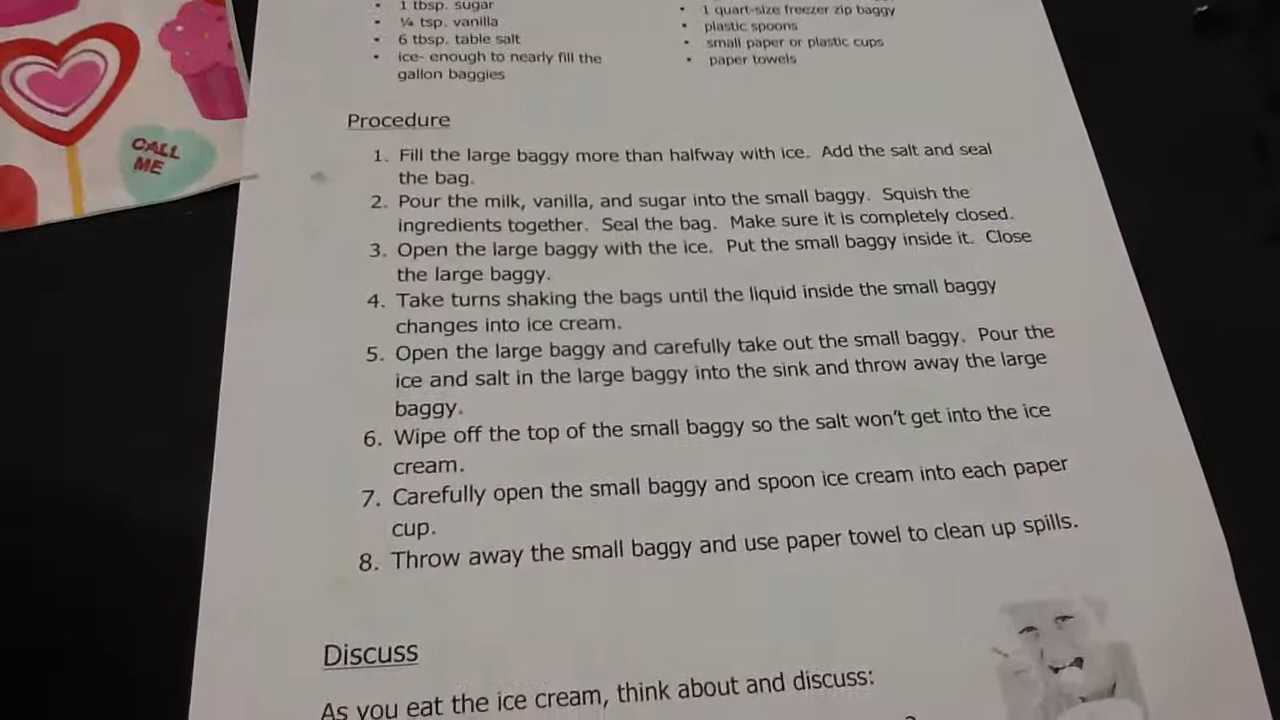 1 tbsp. sugar
¼ tsp. vanilla
6 tbsp. table salt
ice- enough to nearly fill the
gallon baggies
1 quart-size freezer zip baggy
plastic spoons
small paper or plastic cups
paper towels
Procedure
1. Fill the large baggy more than halfway with ice. Add the salt and seal
the bag.
2. Pour the milk, vanilla, and sugar into the small baggy. Squish the
ingredients together. Seal the bag. Make sure it is completely closed.
3. Open the large baggy with the ice. Put the small baggy inside it. Close
the large baggy.
4. Take turns shaking the bags until the liquid inside the small baggy
changes into ice cream.
5. Open the large baggy and carefully take out the small baggy. Pour the
ice and salt in the large baggy into the sink and throw away the large
baggy.
6. Wipe off the top of the small baggy so the salt won't get into the ice
cream.
7. Carefully open the small baggy and spoon ice cream into each paper
cup.
8. Throw away the small baggy and use paper towel to clean up spills.
Discuss
As you eat the ice cream, think about and discuss:
CALL
ME